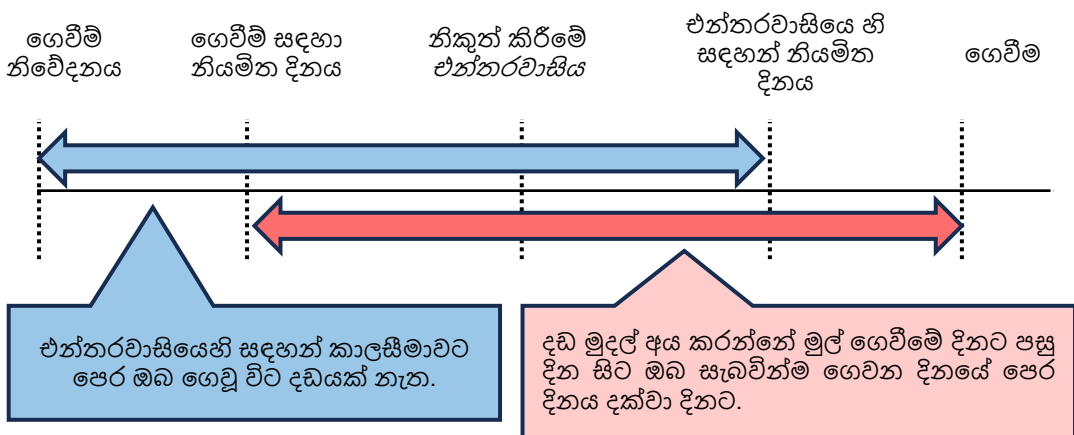 ගෙවීම්
නිවේදනය
ගෙවීම් සඳහා
නියමිත දිනය
නිකුත් කිරීමේ
එන්තරවාසිය
එන්තරවාසියෙ හි
සඳහන් නියමිත
දිනය
ගෙවීම
එන්තරවාසියෙහි සඳහන් කාලසීමාවට
පෙර ඔබ ගෙවූ විට දඩයක් නැත.
දඩ මුදල් අය කරන්නේ මුල් ගෙවීමේ දිනට පසු
දින සිට ඔබ සැබවින්ම ගෙවන දිනයේ පෙර
දිනය දක්වා දිනට.